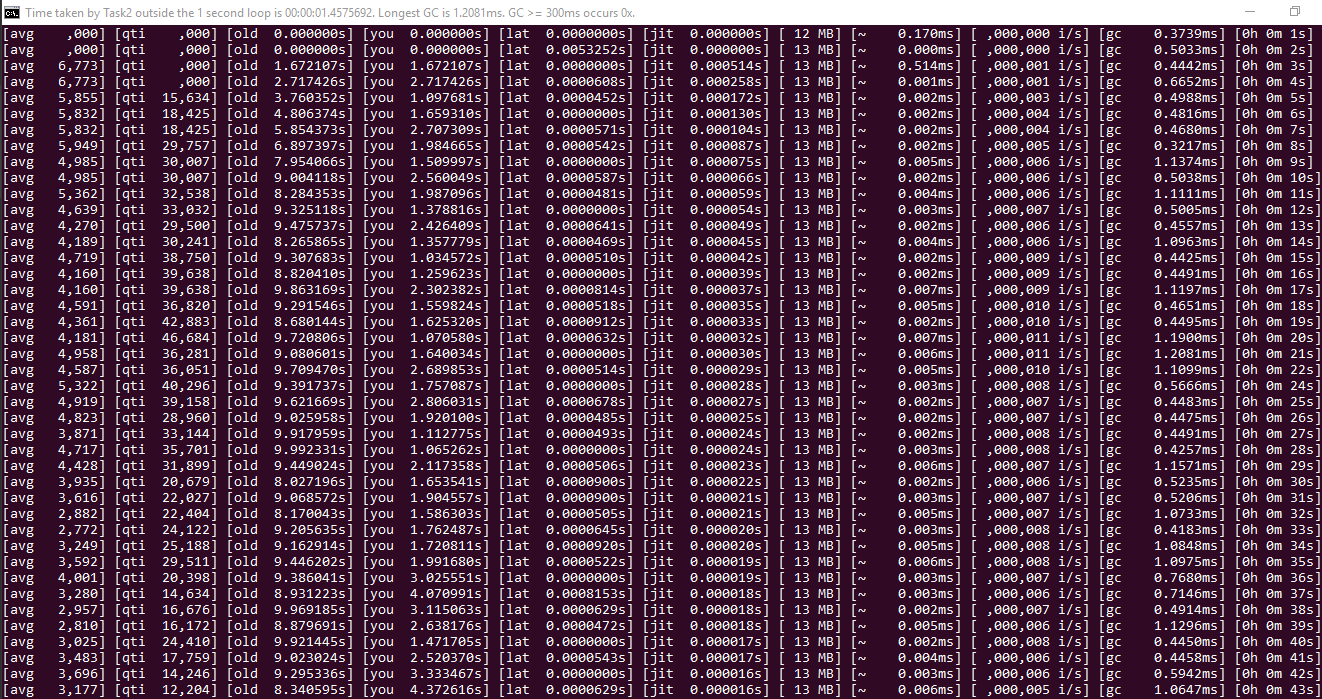 Time taken by Task2 outside the 1 second loop is 00:00:01.4575692. Longest GC is 1.2081ms. GC >= 300ms occurs 0x.
[avg ,000] [qti ,000] [old 0.000000s] [you 0.000000s] [lat 0.0000000s] [jit 0.000000s] [ 12 MB] [~ 0.170ms] [ ,000,000 i/s] [gc 0.3739ms] [0h 0m 1s]
[avg ,000] [qti ,000] [old 0.000000s] [you 0.000000s] [lat 0.0053252s] [jit 0.000000s] [ 13 MB] [~ 0.000ms] [ ,000,000 i/s] [gc 0.5033ms] [0h 0m 2s]
[avg 6,773] [qti ,000] [old 1.672107s] [you 1.672107s] [lat 0.0000000s] [jit 0.000514s] [ 13 MB] [~ 0.514ms] [ ,000,001 i/s] [gc 0.4442ms] [0h 0m 3s]
[avg 6,773] [qti ,000] [old 2.717426s] [you 2.717426s] [lat 0.0000608s] [jit 0.000258s] [ 13 MB] [~ 0.001ms] [ ,000,001 i/s] [gc 0.6652ms] [0h 0m 4s]
[avg 5,855] [qti 15,634] [old 3.760352s] [you 1.097681s] [lat 0.0000452s] [jit 0.000172s] [ 13 MB] [~ 0.002ms] [ ,000,003 i/s] [gc 0.4988ms] [0h 0m 5s]
[avg 5,832] [qti 18,425] [old 4.806374s] [you 1.659310s] [lat 0.0000000s] [jit 0.000130s] [ 13 MB] [~ 0.002ms] [ ,000,004 i/s] [gc 0.4816ms] [0h 0m 6s]
[avg 5,832] [qti 18,425] [old 5.854373s] [you 2.707309s] [lat 0.0000571s] [jit 0.000104s] [ 13 MB] [~ 0.002ms] [ ,000,004 i/s] [gc 0.4680ms] [0h 0m 7s]
[avg 5,949] [qti 29,757] [old 6.897397s] [you 1.984665s] [lat 0.0000542s] [jit 0.000087s] [ 13 MB] [~ 0.002ms] [ ,000,005 i/s] [gc 0.3217ms] [0h 0m 8s]
[avg 4,985] [qti 30,007] [old 7.954066s] [you 1.509997s] [lat 0.0000000s] [jit 0.000075s] [ 13 MB] [~ 0.005ms] [ ,000,006 i/s] [gc 1.1374ms] [0h 0m 9s]
[avg 4,985] [qti 30,007] [old 9.004118s] [you 2.560049s] [lat 0.0000587s] [jit 0.000066s] [ 13 MB] [~ 0.002ms] [ ,000,006 i/s] [gc 0.5038ms] [0h 0m 10s]
[avg 5,362] [qti 32,538] [old 8.284353s] [you 1.987096s] [lat 0.0000481s] [jit 0.000059s] [ 13 MB] [~ 0.004ms] [ ,000,006 i/s] [gc 1.1111ms] [0h 0m 11s]
[avg 4,639] [qti 33,032] [old 9.325118s] [you 1.378816s] [lat 0.0000000s] [jit 0.000054s] [ 13 MB] [~ 0.003ms] [ ,000,007 i/s] [gc 0.5005ms] [0h 0m 12s]
[avg 4,270] [qti 29,500] [old 9.475737s] [you 2.426409s] [lat 0.0000641s] [jit 0.000049s] [ 13 MB] [~ 0.002ms] [ ,000,006 i/s] [gc 0.4557ms] [0h 0m 13s]
[avg 4,189] [qti 30,241] [old 8.265865s] [you 1.357779s] [lat 0.0000469s] [jit 0.000045s] [ 13 MB] [~ 0.004ms] [ ,000,006 i/s] [gc 1.0963ms] [0h 0m 14s]
[avg 4,719] [qti 38,750] [old 9.307683s] [you 1.034572s] [lat 0.0000510s] [jit 0.000042s] [ 13 MB] [~ 0.002ms] [ ,000,009 i/s] [gc 0.4425ms] [0h 0m 15s]
[avg 4,160] [qti 39,638] [old 8.820410s] [you 1.259623s] [lat 0.0000000s] [jit 0.000039s] [ 13 MB] [~ 0.002ms] [ ,000,009 i/s] [gc 0.4491ms] [0h 0m 16s]
[avg 4,160] [qti 39,638] [old 9.863169s] [you 2.302382s] [lat 0.0000814s] [jit 0.000037s] [ 13 MB] [~ 0.007ms] [ ,000,009 i/s] [gc 1.1197ms] [0h 0m 17s]
[avg 4,591] [qti 36,820] [old 9.291546s] [you 1.559824s] [lat 0.0000518s] [jit 0.000035s] [ 13 MB] [~ 0.005ms] [ ,000,010 i/s] [gc 0.4651ms] [0h 0m 18s]
[avg 4,361] [qti 42,883] [old 8.680144s] [you 1.625320s] [lat 0.0000912s] [jit 0.000033s] [ 13 MB] [~ 0.002ms] [ ,000,010 i/s] [gc 0.4495ms] [0h 0m 19s]
[avg 4,181] [qti 46,684] [old 9.720806s] [you 1.070580s] [lat 0.0000632s] [jit 0.000032s] [ 13 MB] [~ 0.007ms] [ ,000,011 i/s] [gc 1.1900ms] [0h 0m 20s]
[avg 4,958] [qti 36,281] [old 9.080601s] [you 1.640034s] [lat 0.0000000s] [jit 0.000030s] [ 13 MB] [~ 0.006ms] [ ,000,011 i/s] [gc 1.2081ms] [0h 0m 21s]
[avg 4,587] [qti 36,051] [old 9.709470s] [you 2.689853s] [lat 0.0000514s] [jit 0.000029s] [ 13 MB] [~ 0.005ms] [ ,000,010 i/s] [gc 1.1099ms] [0h 0m 22s]
[avg 5,322] [qti 40,296] [old 9.391737s] [you 1.757087s] [lat 0.0000000s] [jit 0.000028s] [ 13 MB] [~ 0.003ms] [ ,000,008 i/s] [gc 0.5666ms] [0h 0m 24s]
[avg 4,919] [qti 39,158] [old 9.621669s] [you 2.806031s] [lat 0.0000678s] [jit 0.000027s] [ 13 MB] [~ 0.002ms] [ ,000,007 i/s] [gc 0.4483ms] [0h 0m 25s]
[avg 4,823] [qti 28,960] [old 9.025958s] [you 1.920100s] [lat 0.0000485s] [jit 0.000025s] [ 13 MB] [~ 0.002ms] [ ,000,007 i/s] [gc 0.4475ms] [0h 0m 26s]
[avg 3,871] [qti 33,144] [old 9.917959s] [you 1.112775s] [lat 0.0000493s] [jit 0.000024s] [ 13 MB] [~ 0.002ms] [ ,000,008 i/s] [gc 0.4491ms] [0h 0m 27s]
[avg 4,717] [qti 35,701] [old 9.992331s] [you 1.065262s] [lat 0.0000000s] [jit 0.000024s] [ 13 MB] [~ 0.002ms] [ ,000,008 i/s] [gc 0.4257ms] [0h 0m 28s]
[avg 4,428] [qti 31,899] [old 9.449024s] [you 2.117358s] [lat 0.0000506s] [jit 0.000023s] [ 13 MB] [~ 0.006ms] [ ,000,007 i/s] [gc 1.1571ms] [0h 0m 29s]
[avg 3,935] [qti 20,679] [old 8.027196s] [you 1.653541s] [lat 0.0000900s] [jit 0.000022s] [ 13 MB] [~ 0.002ms] [ ,000,006 i/s] [gc 0.5235ms] [0h 0m 30s]
[avg 3,616] [qti 22,027] [old 9.068572s] [you 1.904557s] [lat 0.0000900s] [jit 0.000021s] [ 13 MB] [~ 0.003ms] [ ,000,007 i/s] [gc 0.5206ms] [0h 0m 31s]
[avg 2,882] [qti 22,404] [old 8.170043s] [you 1.586303s] [lat 0.0000505s] [jit 0.000021s] [ 13 MB] [~ 0.005ms] [ ,000,007 i/s] [gc 1.0733ms] [0h 0m 32s]
[avg 2,772] [qti 24,122] [old 9.205635s] [you 1.762487s] [lat 0.0000645s] [jit 0.000020s] [ 13 MB] [~ 0.003ms] [ ,000,008 i/s] [gc 0.4183ms] [0h 0m 33s]
[avg 3,249] [qti 25,188] [old 9.162914s] [you 1.720811s] [lat 0.0000920s] [jit 0.000020s] [ 13 MB] [~ 0.005ms] [ ,000,008 i/s] [gc 1.0848ms] [0h 0m 34s]
[avg 3,592] [qti 29,511] [old 9.446202s] [you 1.991680s] [lat 0.0000522s] [jit 0.000019s] [ 13 MB] [~ 0.006ms] [ ,000,008 i/s] [gc 1.0975ms] [0h 0m 35s]
[avg 4,001] [qti 20,398] [old 9.386041s] [you 3.025551s] [lat 0.0000000s] [jit 0.000019s] [ 13 MB] [~ 0.003ms] [ ,000,007 i/s] [gc 0.7680ms] [0h 0m 36s]
[avg 3,280] [qti 14,634] [old 8.931223s] [you 4.070991s] [lat 0.0008153s] [jit 0.000018s] [ 13 MB] [~ 0.003ms] [ ,000,006 i/s] [gc 0.7146ms] [0h 0m 37s]
[avg 2,957] [qti 16,676] [old 9.969185s] [you 3.115063s] [lat 0.0000629s] [jit 0.000018s] [ 13 MB] [~ 0.002ms] [ ,000,007 i/s] [gc 0.4914ms] [0h 0m 38s]
[avg 2,810] [qti 16,172] [old 8.879691s] [you 2.638176s] [lat 0.0000472s] [jit 0.000018s] [ 13 MB] [~ 0.005ms] [ ,000,006 i/s] [gc 1.1296ms] [0h 0m 39s]
[avg 3,025] [qti 24,410] [old 9.921445s] [you 1.471705s] [lat 0.0000000s] [jit 0.000017s] [ 13 MB] [~ 0.002ms] [ ,000,008 i/s] [gc 0.4450ms] [0h 0m 40s]
[avg 3,483] [qti 17,759] [old 9.023024s] [you 2.520370s] [lat 0.0000543s] [jit 0.000017s] [ 13 MB] [~ 0.004ms] [ ,000,006 i/s] [gc 0.4458ms] [0h 0m 41s]
[avg 3,696] [qti 14,246] [old 9.295336s] [you 3.333467s] [lat 0.0000000s] [jit 0.000016s] [ 13 MB] [~ 0.003ms] [ ,000,006 i/s] [gc 0.5942ms] [0h 0m 42s]
[avg 3,177] [qti 12,204] [old 8.340595s] [you 4.372616s] [lat 0.0000629s] [jit 0.000016s] [ 13 MB] [~ 0.006ms] [ ,000,005 i/s] [gc 1.0647ms] [0h 0m 43s]